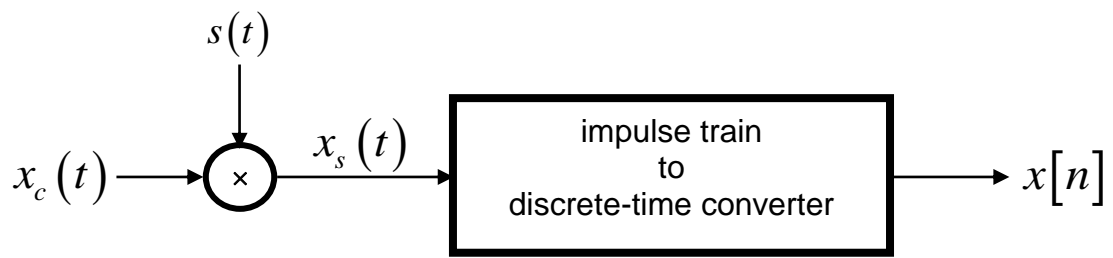 s(t)
x_c(t)
×
x_s(t)
impulse train
to
discrete-time converter
x[n]